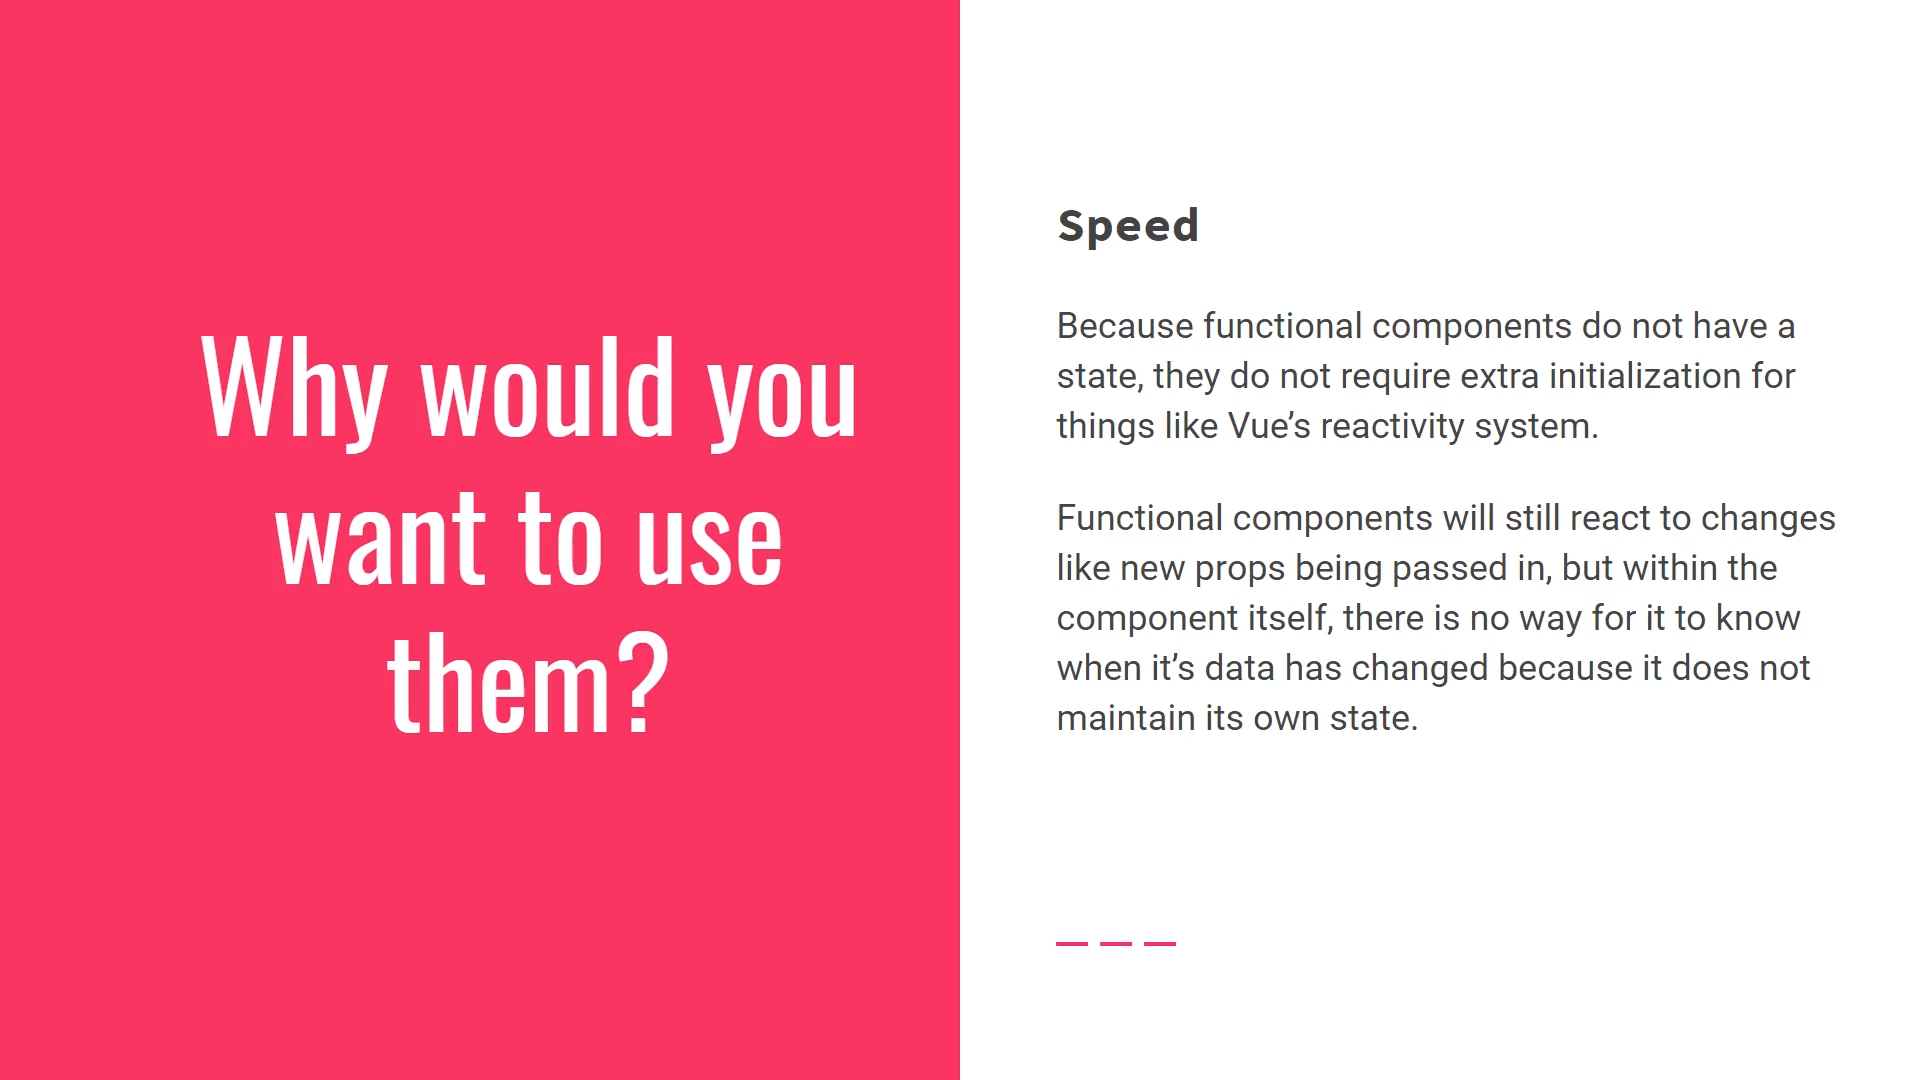 Why would you
want to use
them?
Speed
Because functional components do not have a
state, they do not require extra initialization for
things like Vue’s reactivity system.
Functional components will still react to changes
like new props being passed in, but within the
component itself, there is no way for it to know
when it’s data has changed because it does not
maintain its own state.